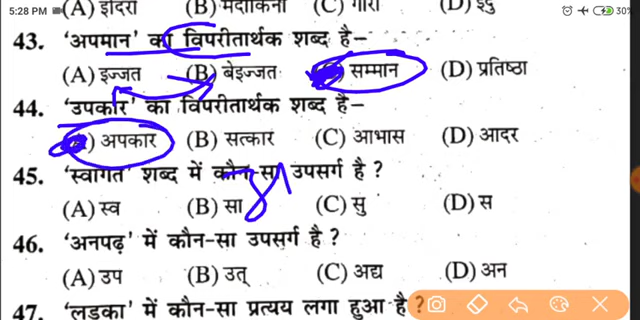 5:28 PM 30%
(A) इंदिरा (B) मंदाकिनी (C) गौरी (D) इंदु
43. 'अपमान' का विपरीतार्थक शब्द है–
(A) इज्जत (B) बेइज्जत सम्मान (D) प्रतिष्ठा
44. 'उपकार' का विपरीतार्थक शब्द है–
अपकार (B) सत्कार (C) आभास (D) आदर
45. 'स्वागत' शब्द में कौन-सा उपसर्ग है ?
(A) स्व (B) सा (C) सु (D) स
46. 'अनपढ़' में कौन-सा उपसर्ग है ?
(A) उप (B) उत् (C) अद्य (D) अन
47. 'लड़का' में कौन-सा प्रत्यय लगा हुआ है ?